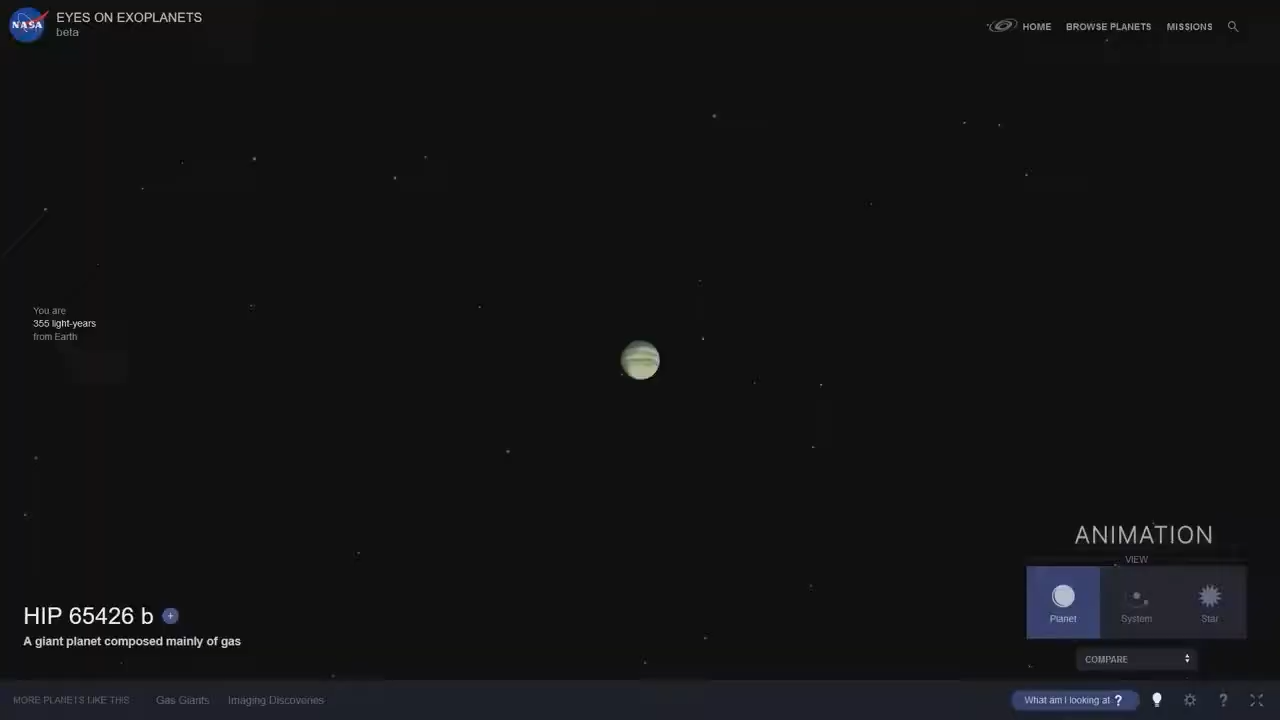 NASA
EYES ON EXOPLANETS
beta
HOME BROWSE PLANETS MISSIONS
You are
355 light-years
from Earth
ANIMATION
VIEW
Planet System Star
COMPARE
HIP 65426 b +
A giant planet composed mainly of gas
MORE PLANETS LIKE THIS Gas Giants Imaging Discoveries
What am I looking at ? ?